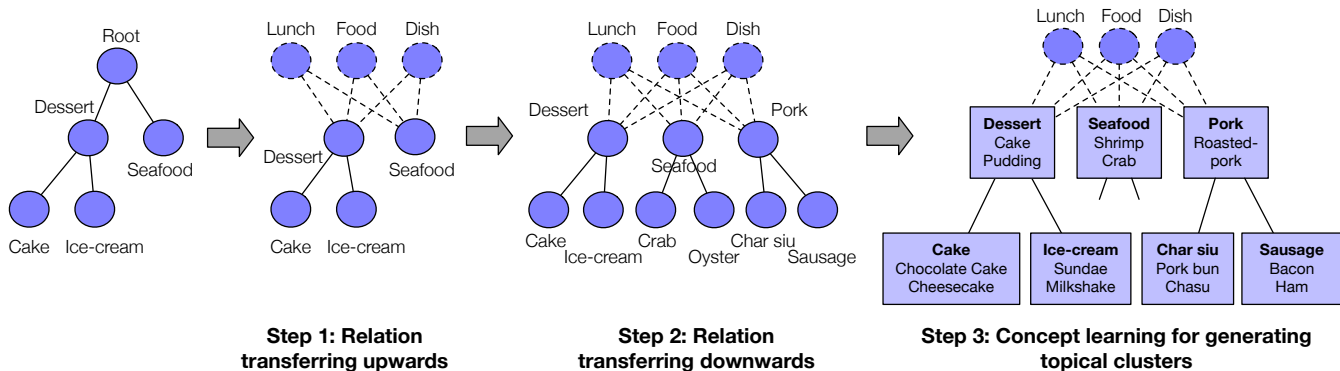 Root
Dessert
Seafood
Cake
Ice-cream
Lunch
Food
Dish
Dessert
Seafood
Cake
Ice-cream
Step 1: Relation
transferring upwards
Lunch
Food
Dish
Dessert
Pork
Seafood
Cake
Ice-cream
Crab
Oyster
Char siu
Sausage
Step 2: Relation
transferring downwards
Lunch
Food
Dish
Dessert
Cake
Pudding
Seafood
Shrimp
Crab
Pork
Roasted-
pork
Cake
Chocolate Cake
Cheesecake
Ice-cream
Sundae
Milkshake
Char siu
Pork bun
Chasu
Sausage
Bacon
Ham
Step 3: Concept learning for generating
topical clusters